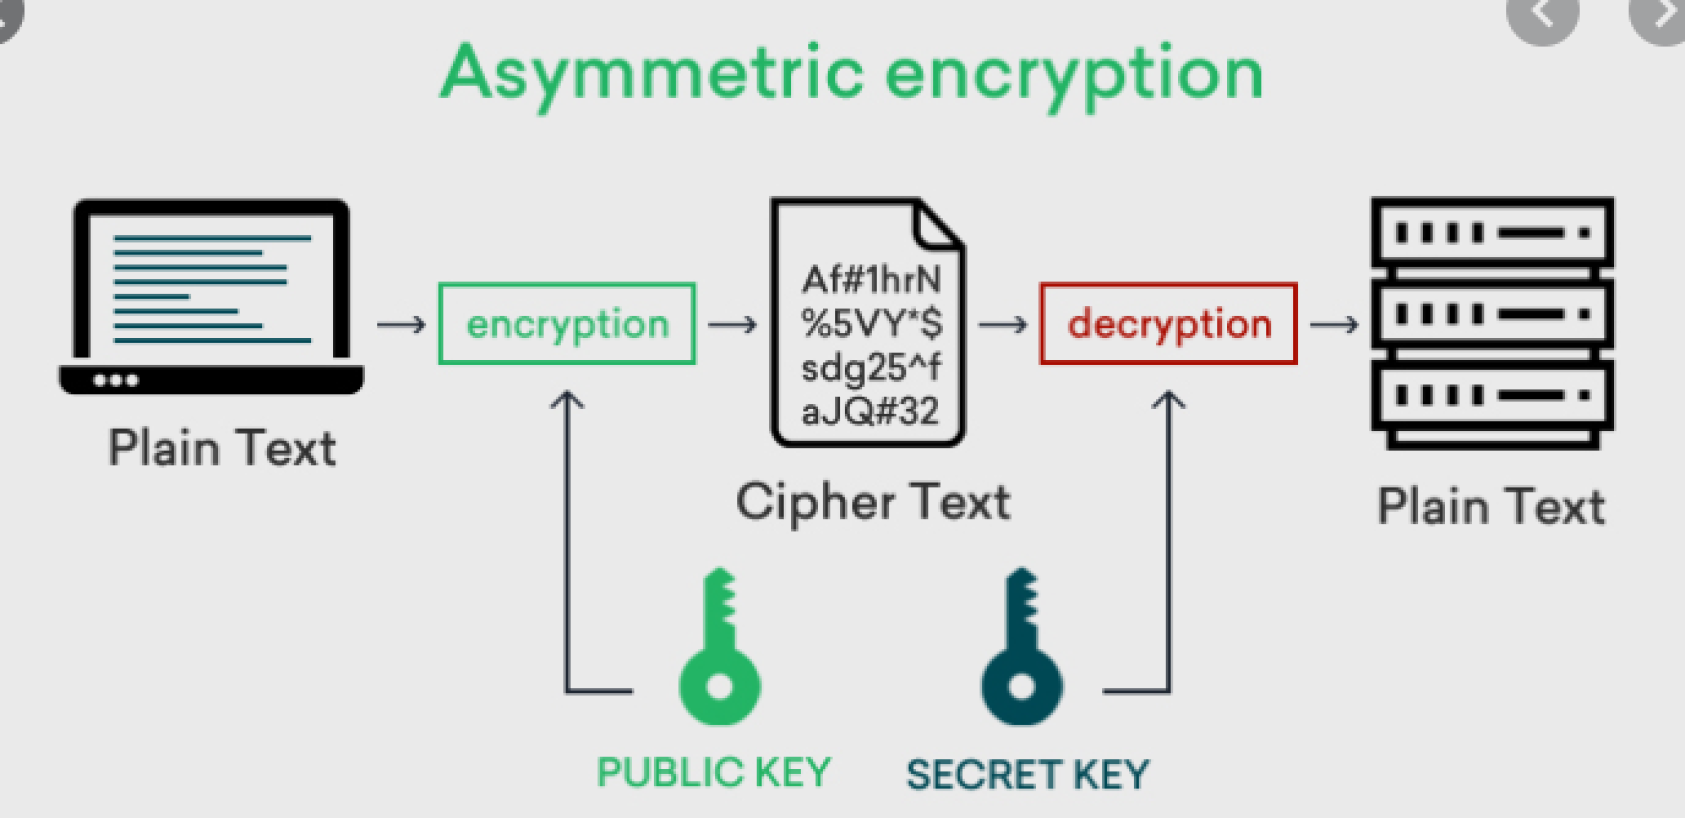 Asymmetric encryption
encryption
Af#1hrN
%5VY*$
sdg25^f
aJQ#32
decryption
Plain Text
Cipher Text
Plain Text
PUBLIC KEY
SECRET KEY